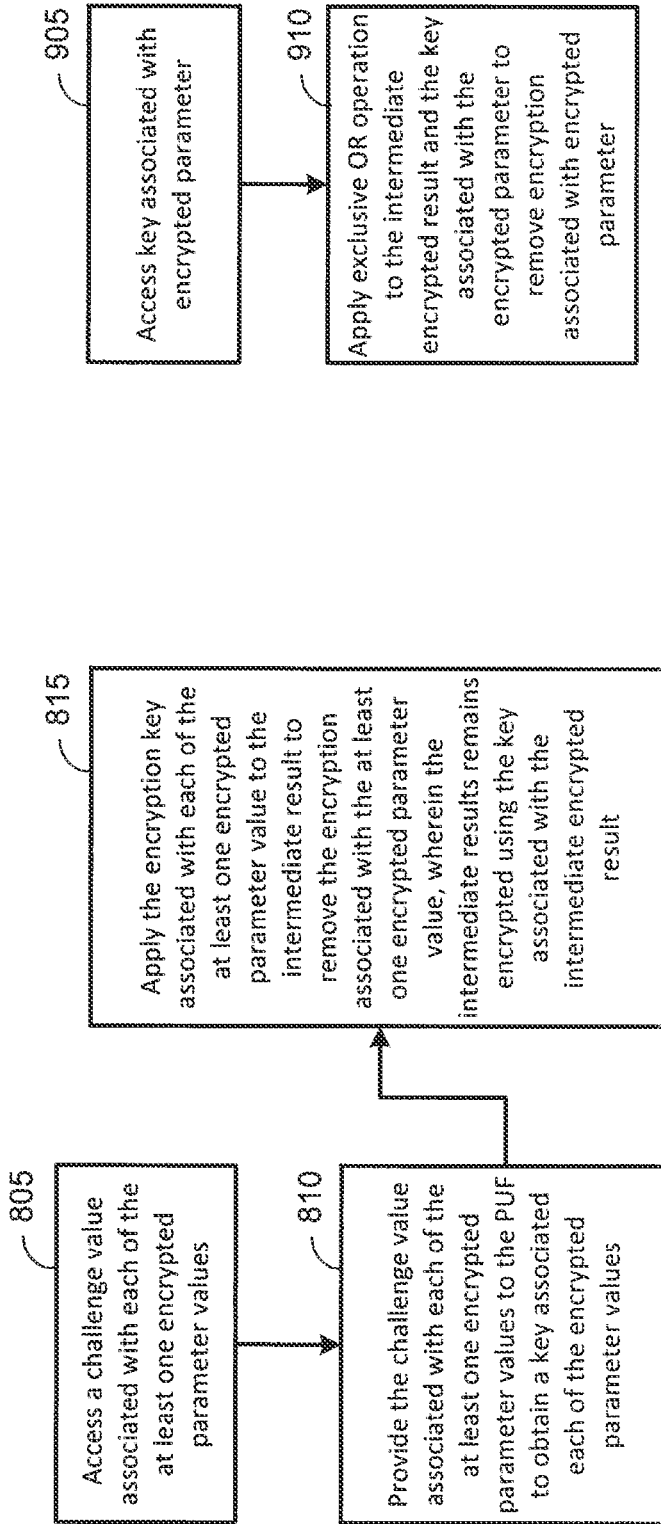 805
Access a challenge value
associated with each of the
at least one encrypted
parameter values
810
Provide the challenge value
associated with each of the
at least one encrypted
parameter values to the PUF
to obtain a key associated
each of the encrypted
parameter values
815
Apply the encryption key
associated with each of the
at least one encrypted
parameter value to the
intermediate result to
remove the encryption
associated with the at least
one encrypted parameter
value, wherein the
intermediate results remains
encrypted using the key
associated with the
intermediate encrypted
result
905
Access key associated with
encrypted parameter
910
Apply exclusive OR operation
to the intermediate
encrypted result and the key
associated with the
encrypted parameter to
remove encryption
associated with encrypted
parameter